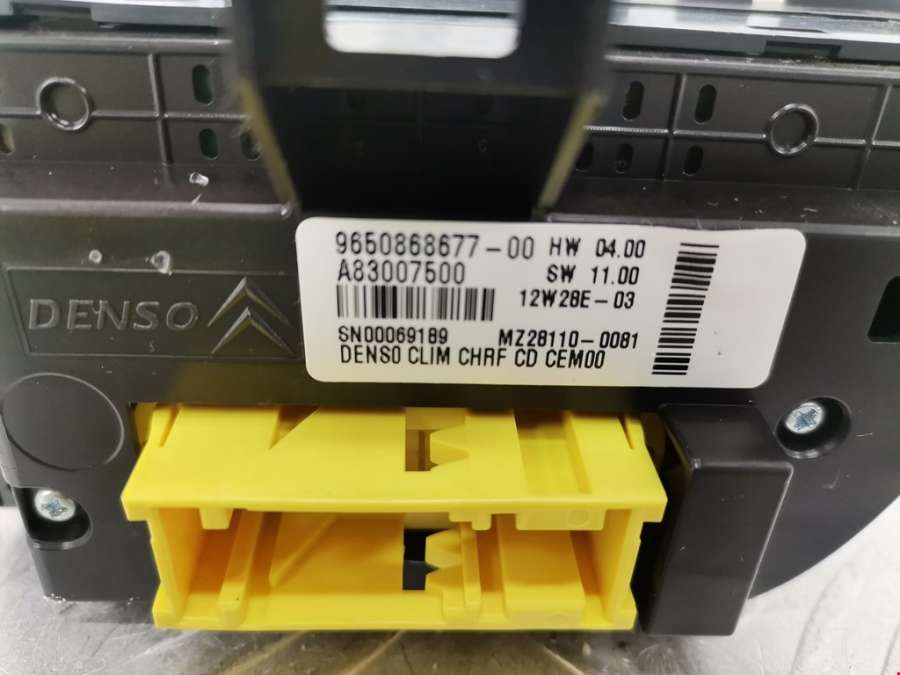 9650868677-00 HW 04.00
A83007500 SW 11.00
12W28E-03
SN00069189 MZ28110-0081
DENSO CLIM CHRF CD CEM00
DENSO